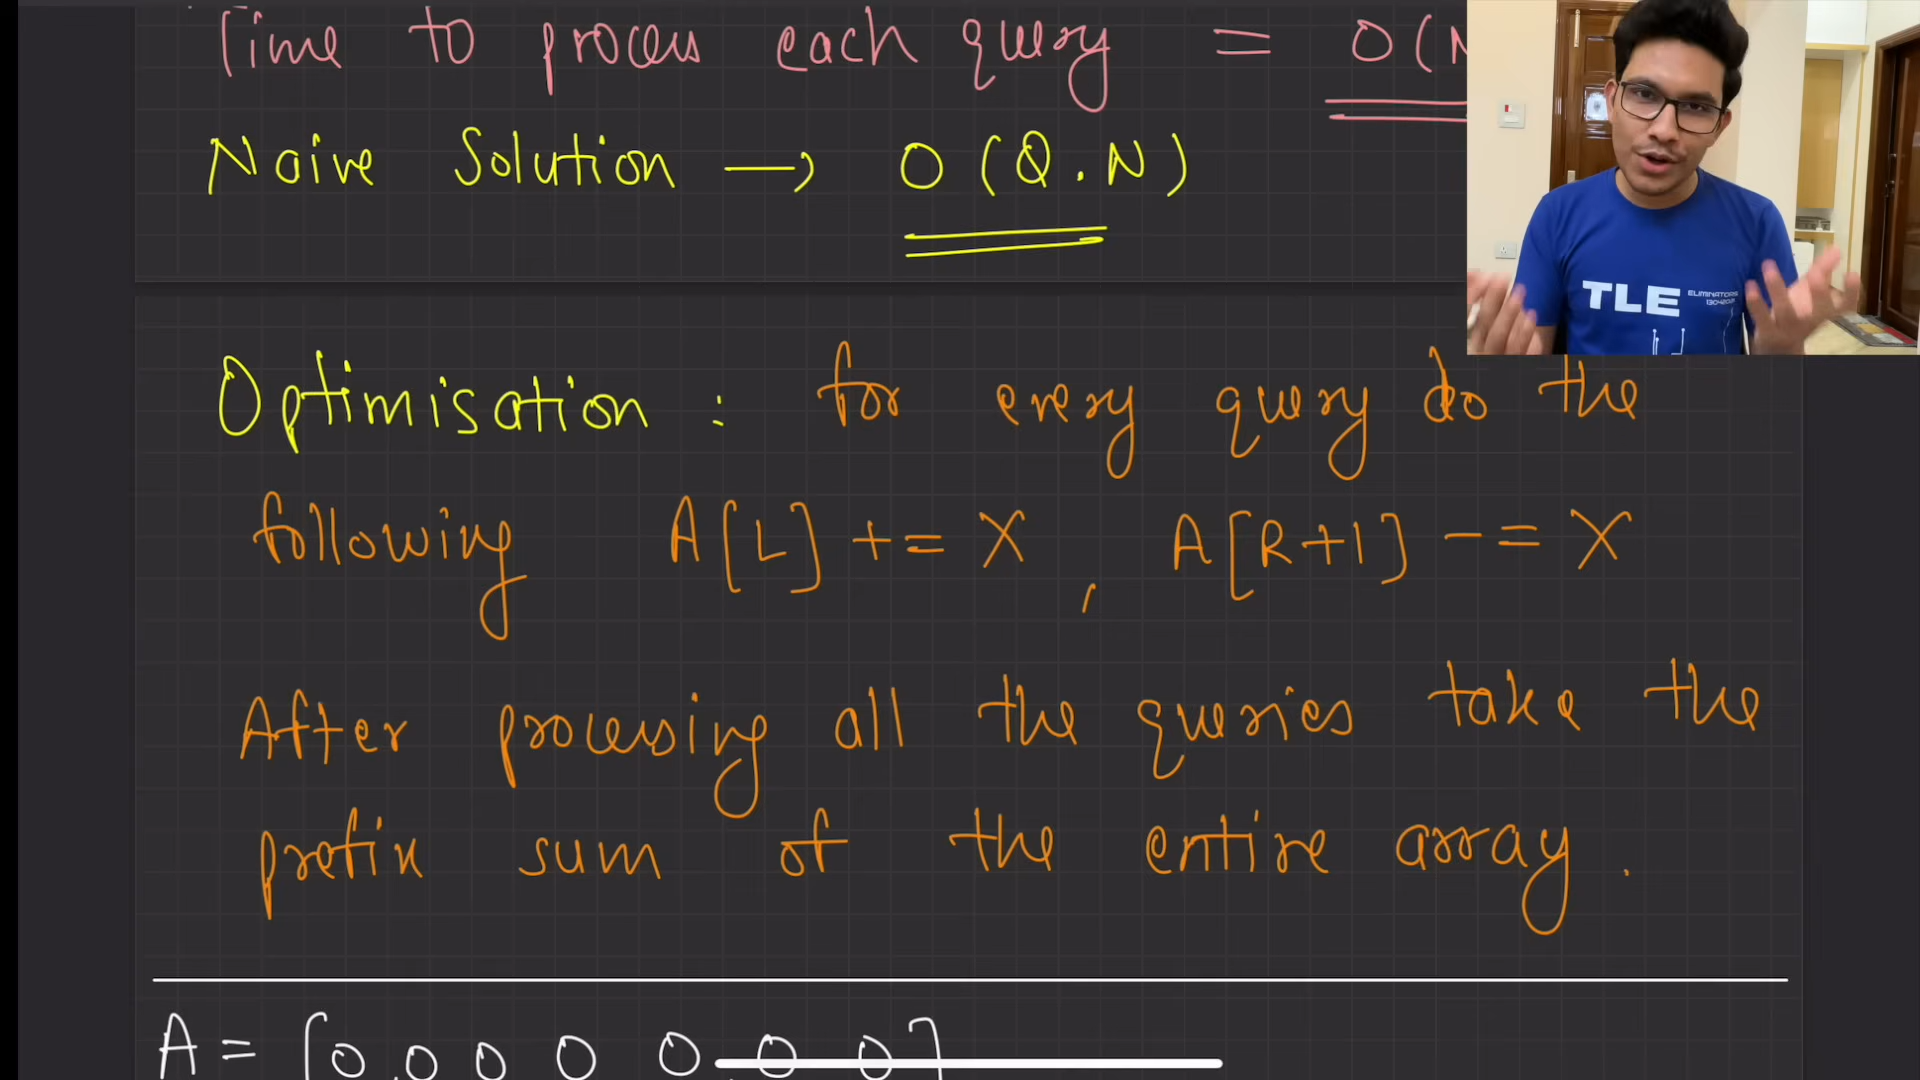 Time to process each query = O(N
Naive Solution → O(Q.N)
Optimisation : for every query do the
following A[L] += X , A[R+1] -= X
After processing all the queries take the
prefix sum of the entire array .
A = [0,0 0 0 0,0 0]
TLE ELIMINATORS